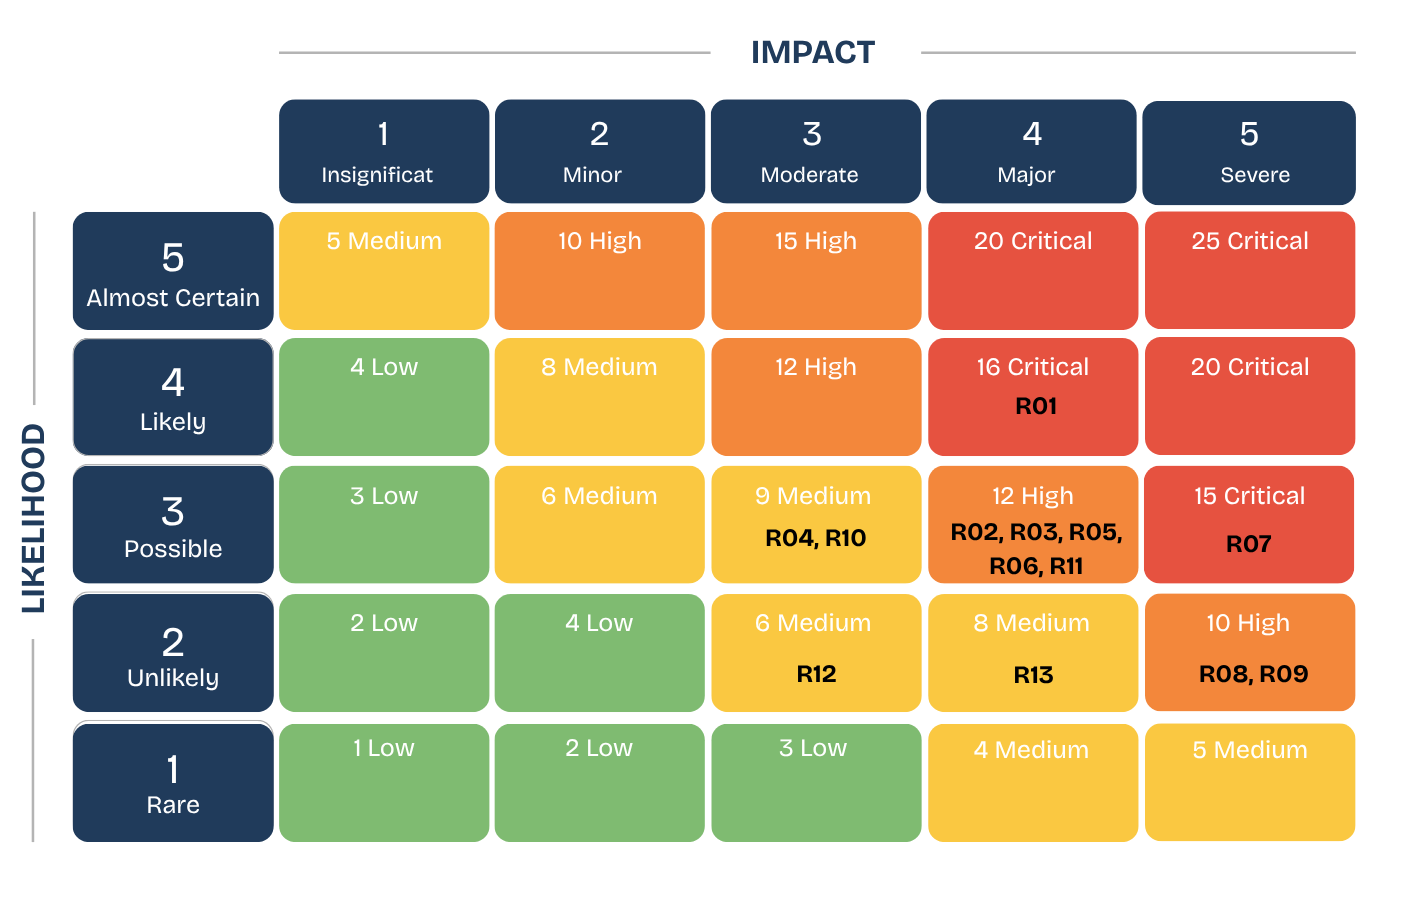 IMPACT
1
Insignificat
2
Minor
3
Moderate
4
Major
5
Severe
LIKELIHOOD
5
Almost Certain
5 Medium
10 High
15 High
20 Critical
25 Critical
4
Likely
4 Low
8 Medium
12 High
16 Critical
R01
20 Critical
3
Possible
3 Low
6 Medium
9 Medium
R04, R10
12 High
R02, R03, R05,
R06, R11
15 Critical
R07
2
Unlikely
2 Low
4 Low
6 Medium
R12
8 Medium
R13
10 High
R08, R09
1
Rare
1 Low
2 Low
3 Low
4 Medium
5 Medium